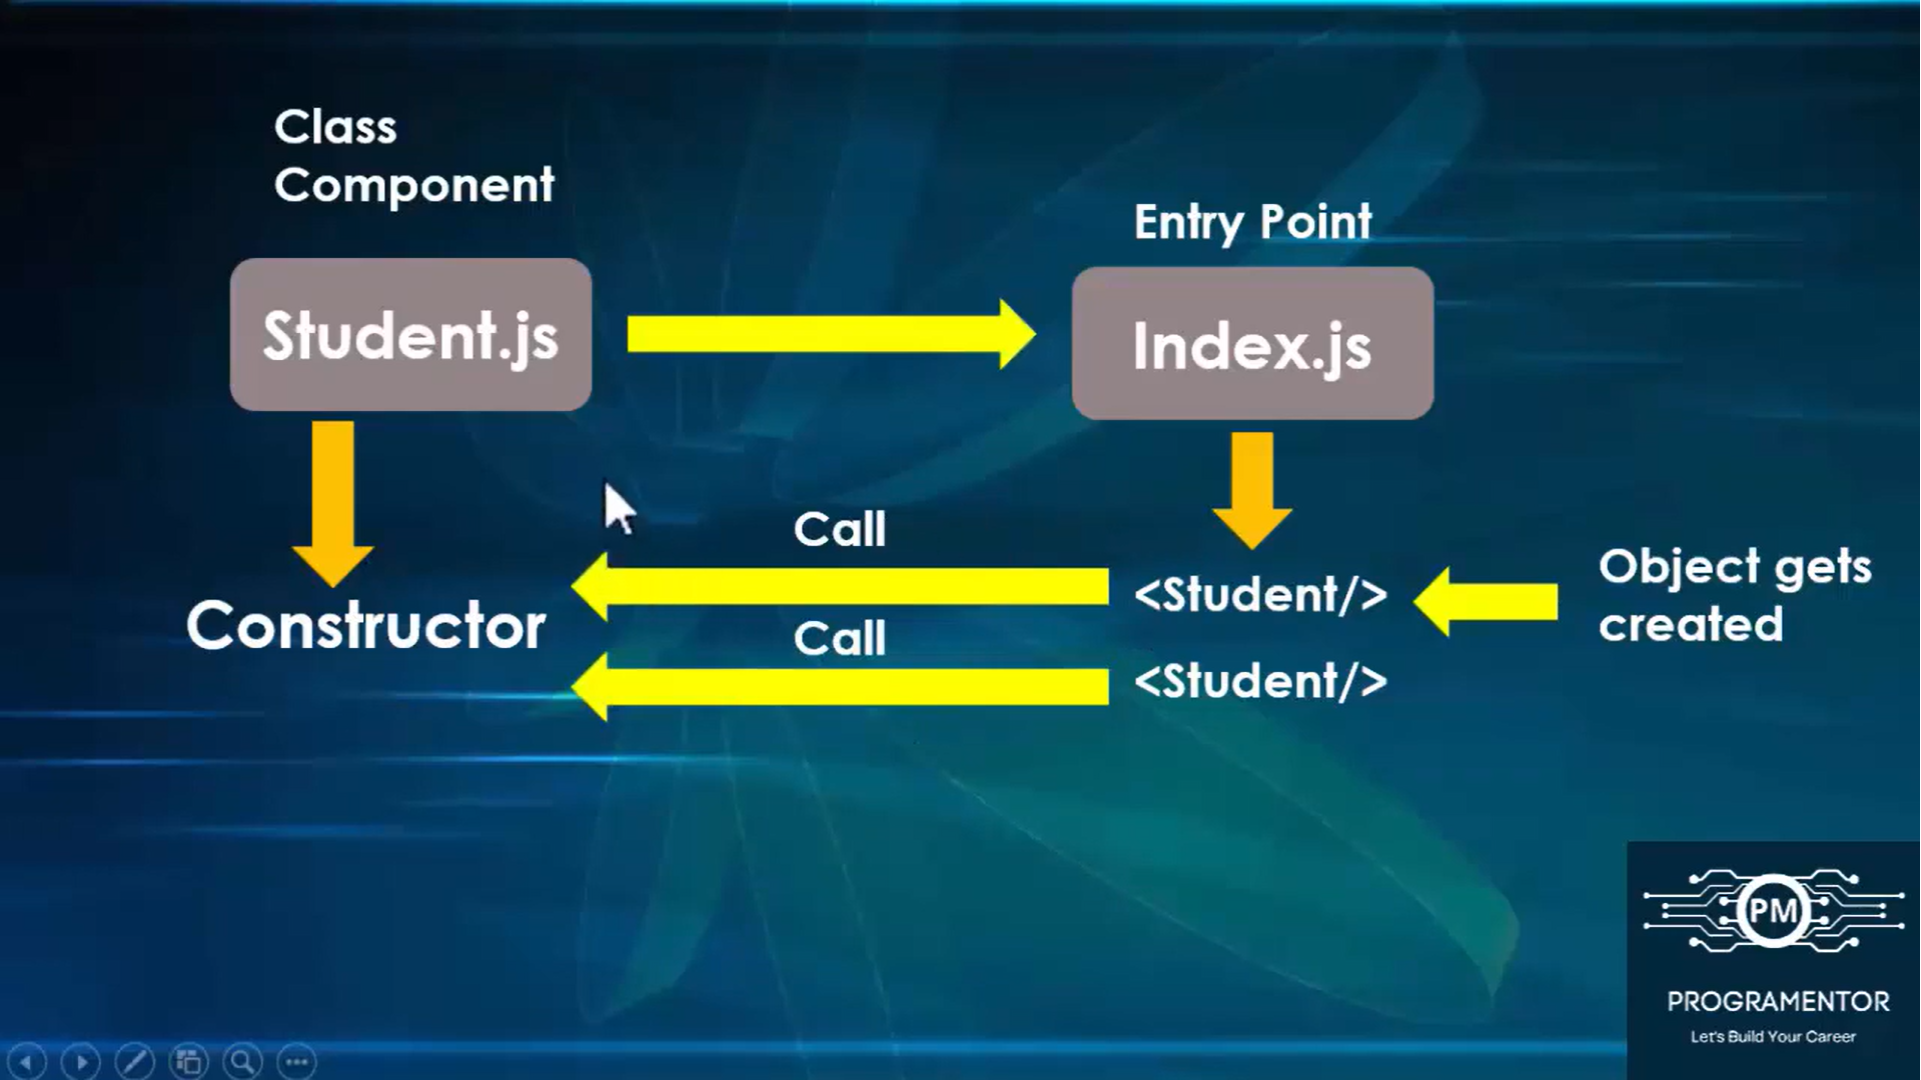 Class
Component
Entry Point
Student.js
Index.js
Call
Constructor
Call
<Student/>
<Student/>
Object gets
created
PM
PROGRAMENTOR
Let's Build Your Career